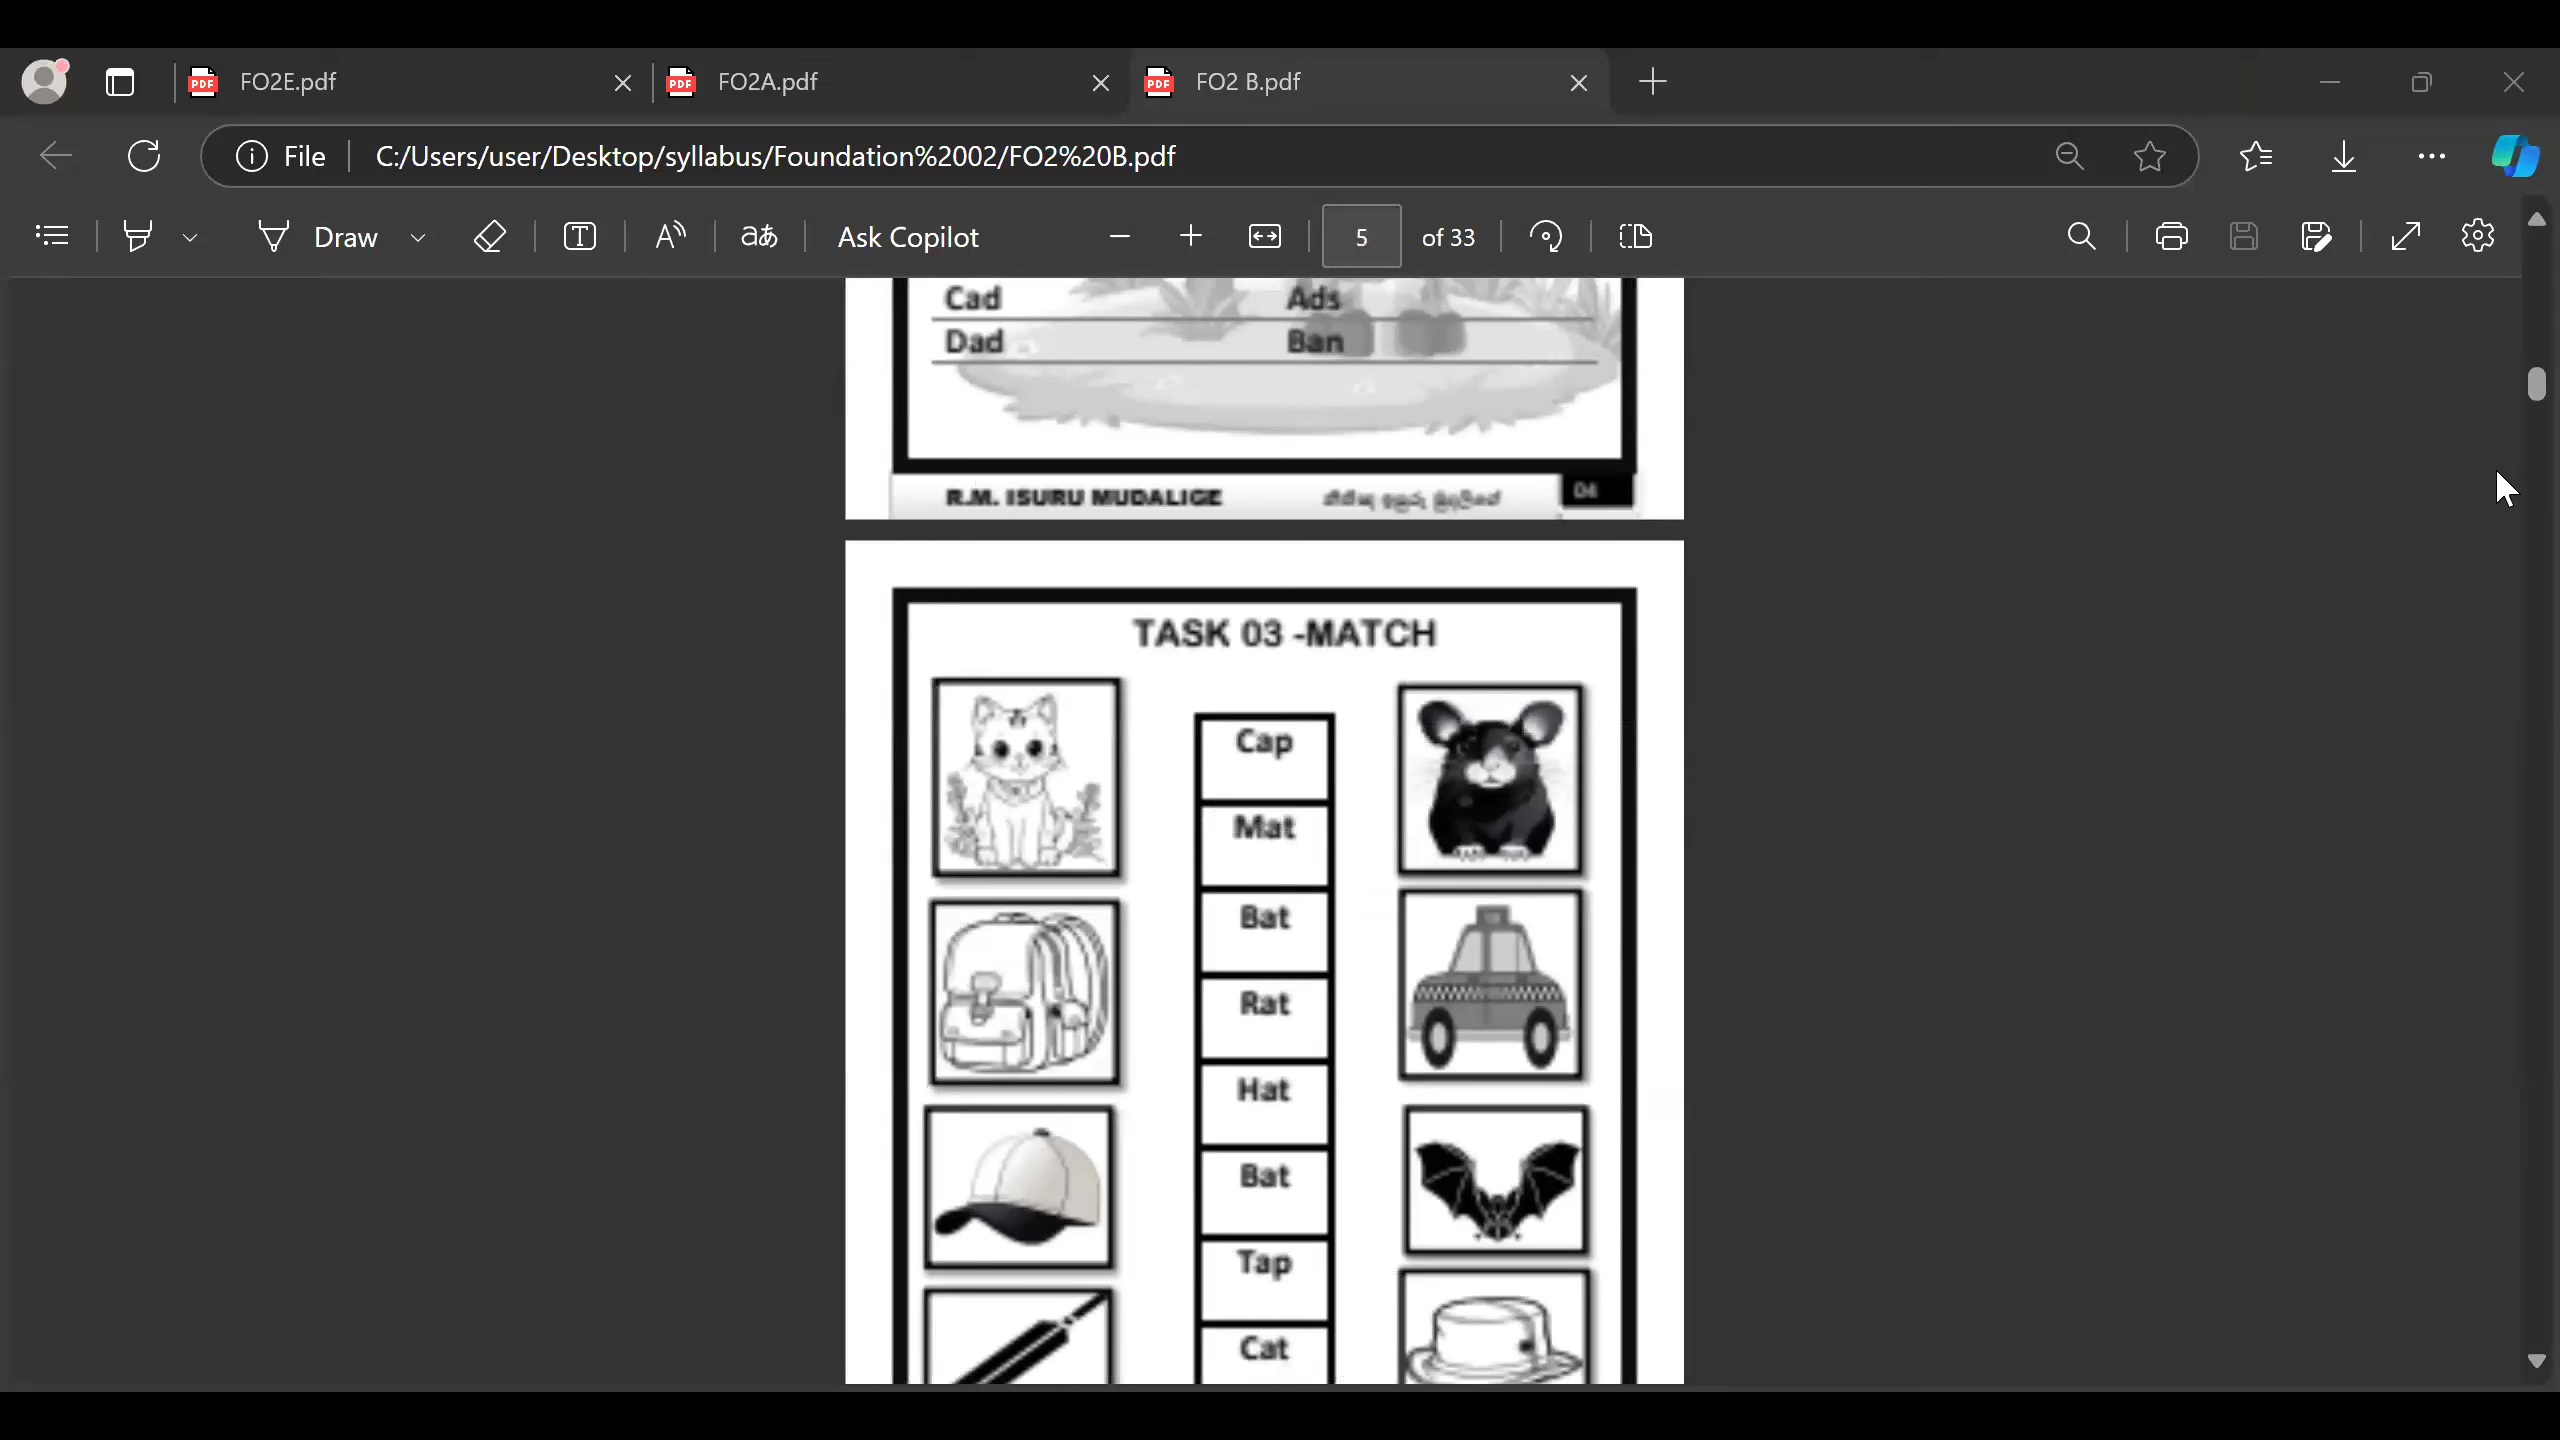 FO2E.pdf
FO2A.pdf
FO2 B.pdf
File
C:/Users/user/Desktop/syllabus/Foundation%2002/FO2%20B.pdf
Draw
Ask Copilot
5 of 33
Cad Ads
Dad Ban
R.M. ISURU MUDALIGE
04
TASK 03 -MATCH
Cap
Mat
Bat
Rat
Hat
Bat
Tap
Cat